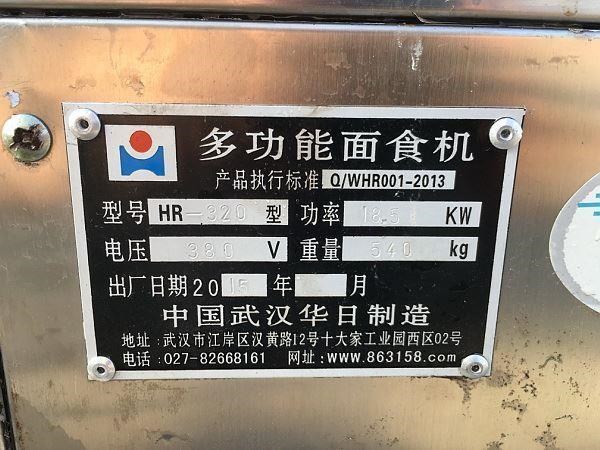 多功能面食机
产品执行标准 Q/WHR001-2013
型号 HR-320 型 功率 18.5 KW
电压 380 V 重量 540 kg
出厂日期 2015 年 月
中国武汉华日制造
地址：武汉市江岸区汉黄路12号十大家工业园西区02号
电话：027-82668161 网址：www.863158.com